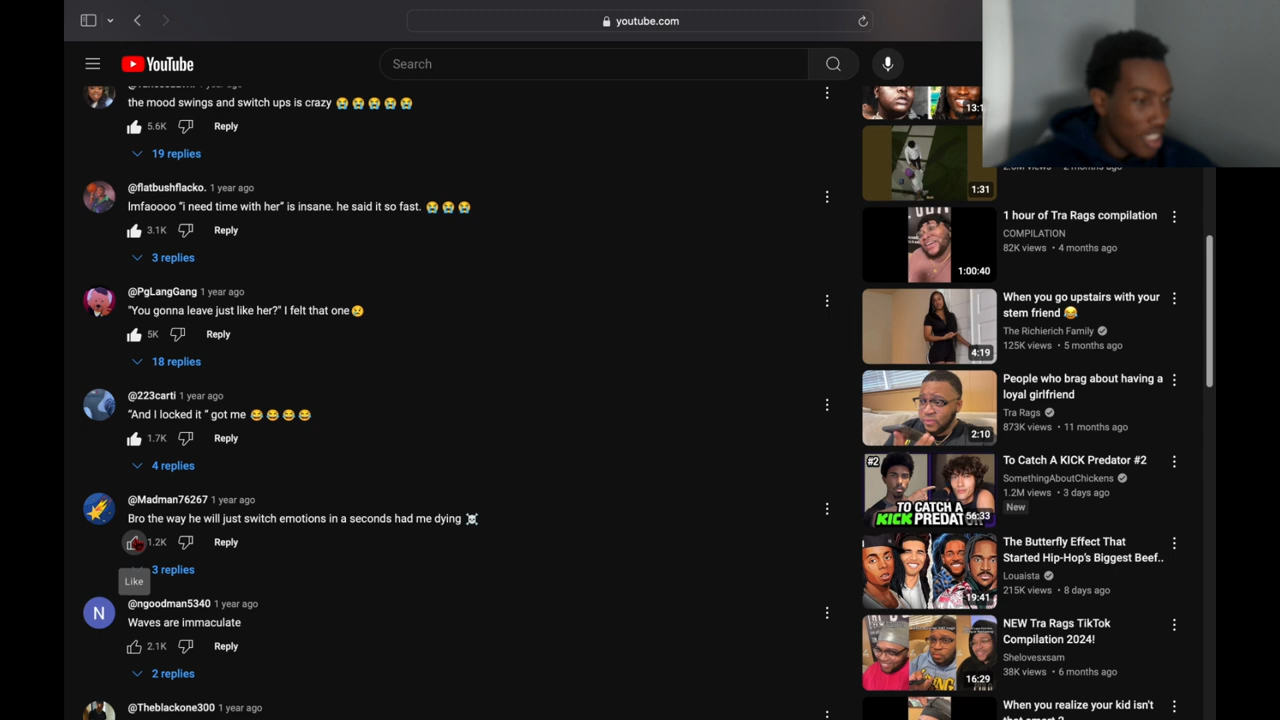 youtube.com
YouTube
Search
the mood swings and switch ups is crazy 😭😭😭😭😭
5.6K
Reply
19 replies
@flatbushflacko. 1 year ago
lmfaoooo “i need time with her” is insane. he said it so fast. 😭😭😭
3.1K
Reply
3 replies
@PgLangGang 1 year ago
"You gonna leave just like her?" I felt that one😢
5K
Reply
18 replies
@223carti 1 year ago
“And I locked it “ got me 😂😂😂😂
1.7K
Reply
4 replies
@Madman76267 1 year ago
Bro the way he will just switch emotions in a seconds had me dying ☠️
1.2K
Reply
3 replies
Like
N
@ngoodman5340 1 year ago
Waves are immaculate
2.1K
Reply
2 replies
@Theblackone300 1 year ago
1:31
1 hour of Tra Rags compilation
COMPILATION
82K views • 4 months ago
1:00:40
When you go upstairs with your
stem friend 😂
The Richierich Family
125K views • 5 months ago
4:19
People who brag about having a
loyal girlfriend
Tra Rags
873K views • 11 months ago
2:10
#2
TO CATCH A
KICK
56:33
To Catch A KICK Predator #2
SomethingAboutChickens
1.2M views • 3 days ago
New
The Butterfly Effect That
Started Hip-Hop's Biggest Beef..
Louaista
215K views • 8 days ago
19:41
NEW Tra Rags TikTok
Compilation 2024!
Shelovesxsam
38K views • 6 months ago
16:29
When you realize your kid isn't